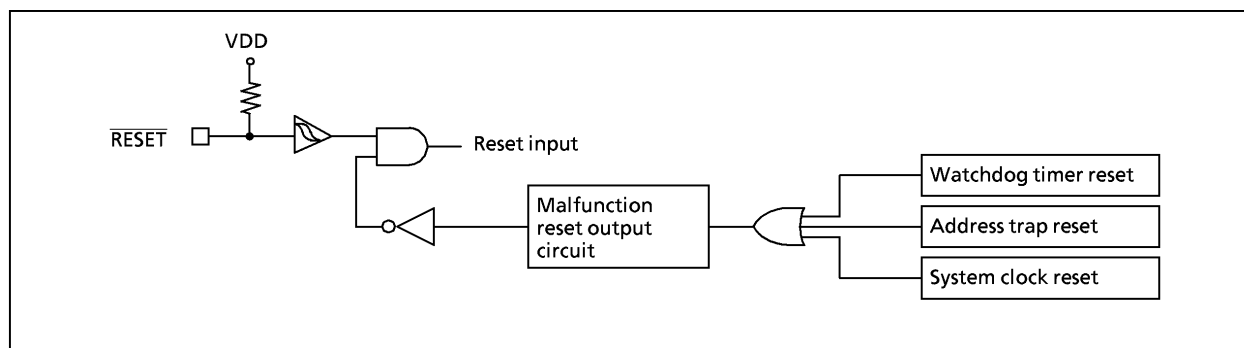 VDD
RESET
Reset input
Watchdog timer reset
Malfunction
reset output
circuit
Address trap reset
System clock reset